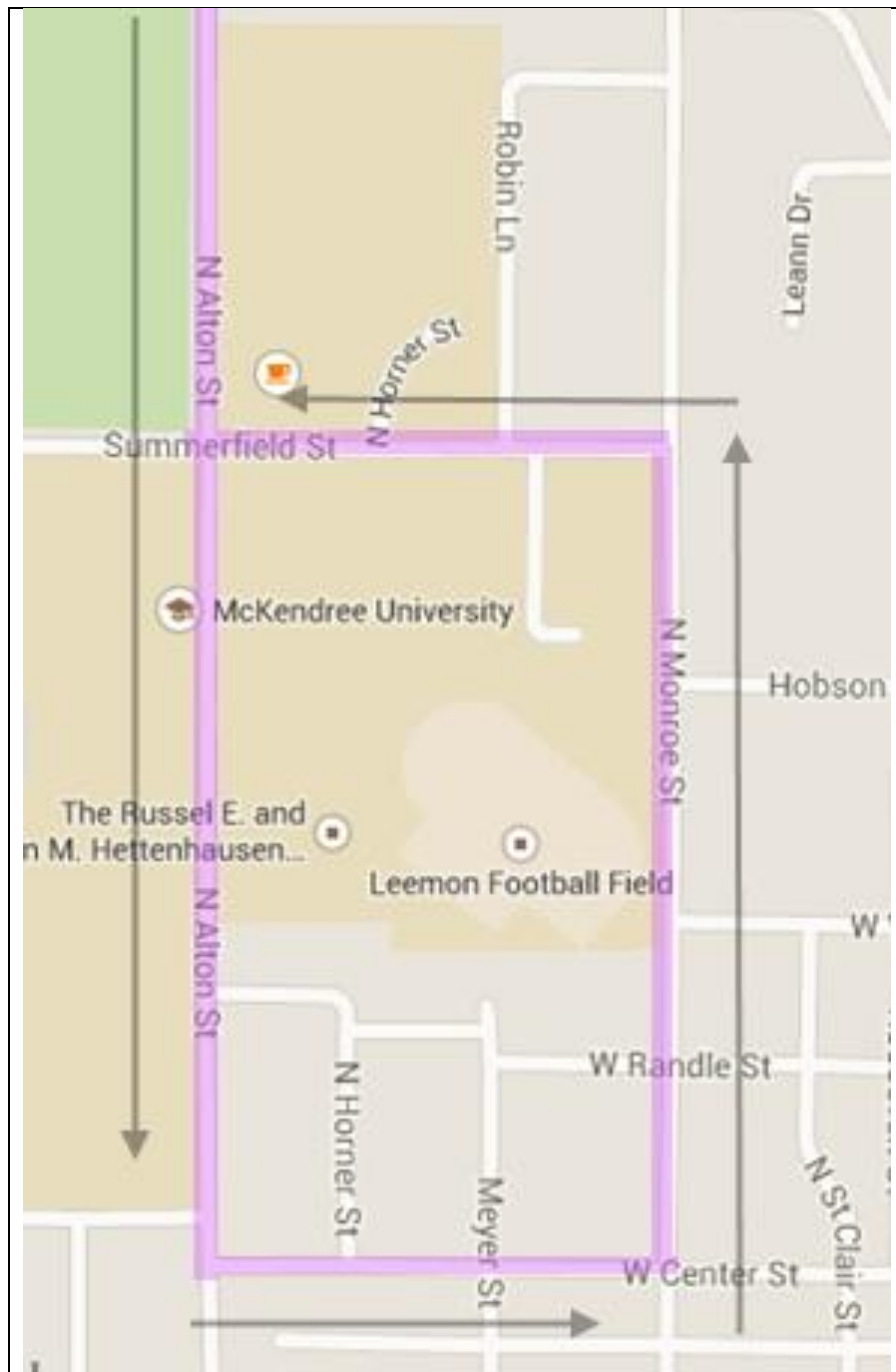 Robin Ln
Leann Dr
N Alton St
N Horner St
Summerfield St
McKendree University
N Monroe St
Hobson
The Russel E. and
n M. Hettenhausen...
Leemon Football Field
N Alton St
W
W Randle St
N Horner St
Meyer St
N St Clair St
W Center St